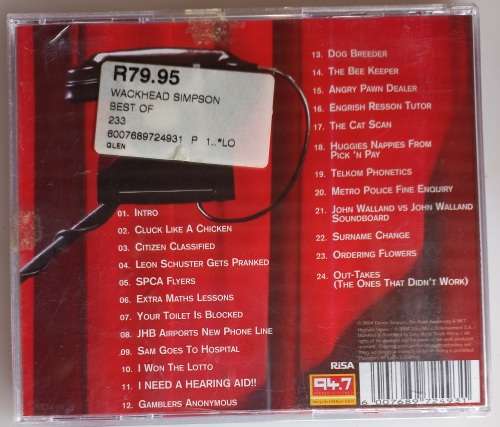 R79.95
WACKHEAD SIMPSON
BEST OF
233
6007689724931 P 1..*LO
GLEN
01. INTRO
02. CLUCK LIKE A CHICKEN
03. CITIZEN CLASSIFIED
04. LEON SCHUSTER GETS PRANKED
05. SPCA FLYERS
06. EXTRA MATHS LESSONS
07. YOUR TOILET IS BLOCKED
08. JHB AIRPORTS NEW PHONE LINE
09. SAM GOES TO HOSPITAL
10. I WON THE LOTTO
11. I NEED A HEARING AID!!
12. GAMBLERS ANONYMOUS
13. DOG BREEDER
14. THE BEE KEEPER
15. ANGRY PAWN DEALER
16. ENGRISH RESSON TUTOR
17. THE CAT SCAN
18. HUGGIES NAPPIES FROM
PICK 'N PAY
19. TELKOM PHONETICS
20. METRO POLICE FINE ENQUIRY
21. JOHN WALLAND VS JOHN WALLAND
SOUNDBOARD
22. SURNAME CHANGE
23. ORDERING FLOWERS
24. OUT-TAKES
(THE ONES THAT DIDN'T WORK)
RiSA
94.7
6 007689 724931